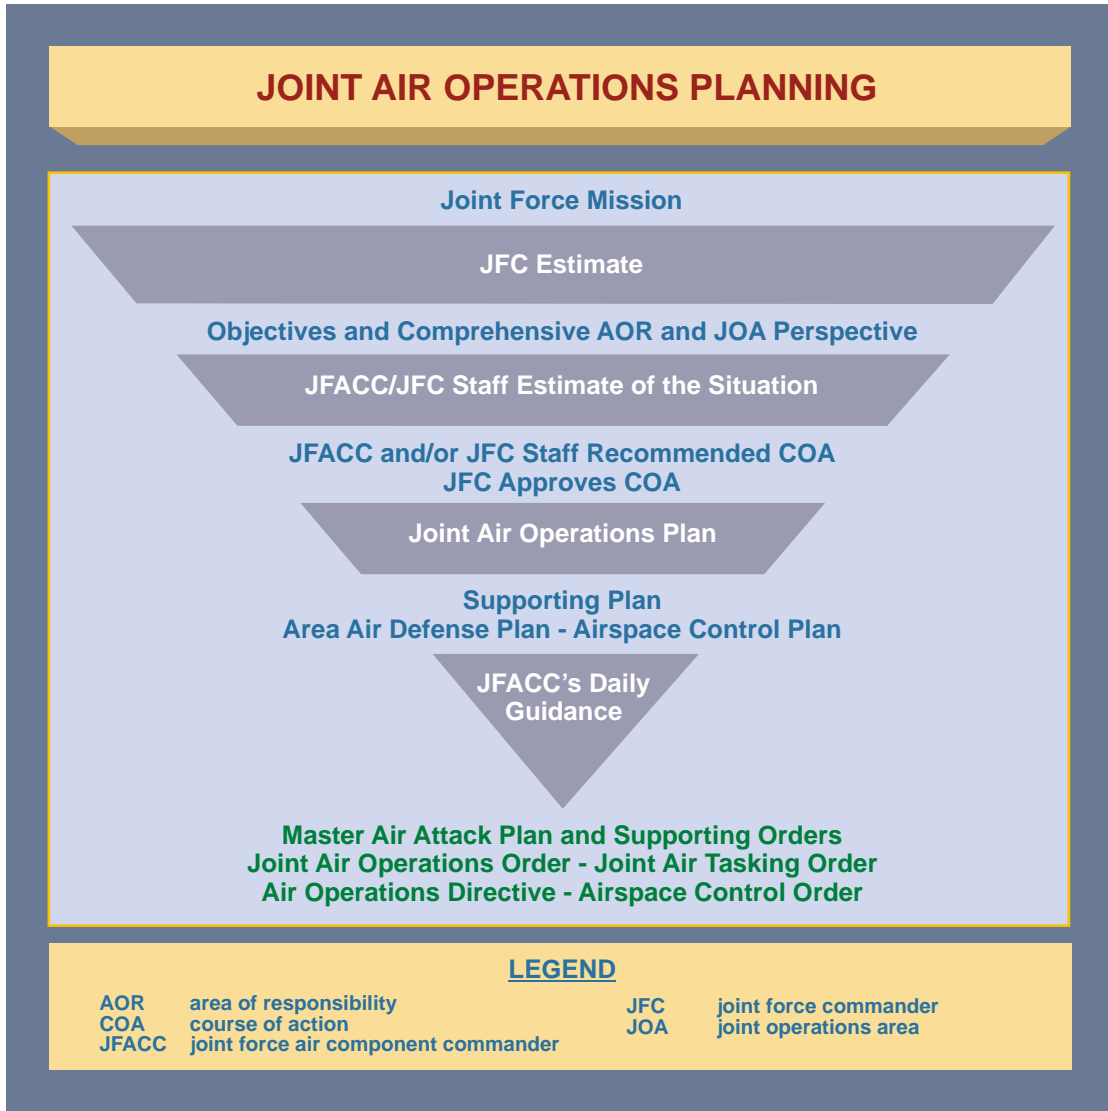 JOINT AIR OPERATIONS PLANNING
Joint Force Mission
JFC Estimate
Objectives and Comprehensive AOR and JOA Perspective
JFACC/JFC Staff Estimate of the Situation
JFACC and/or JFC Staff Recommended COA
JFC Approves COA
Joint Air Operations Plan
Supporting Plan
Area Air Defense Plan - Airspace Control Plan
JFACC’s Daily
Guidance
Master Air Attack Plan and Supporting Orders
Joint Air Operations Order - Joint Air Tasking Order
Air Operations Directive - Airspace Control Order
LEGEND
AOR area of responsibility
COA course of action
JFACC joint force air component commander
JFC joint force commander
JOA joint operations area